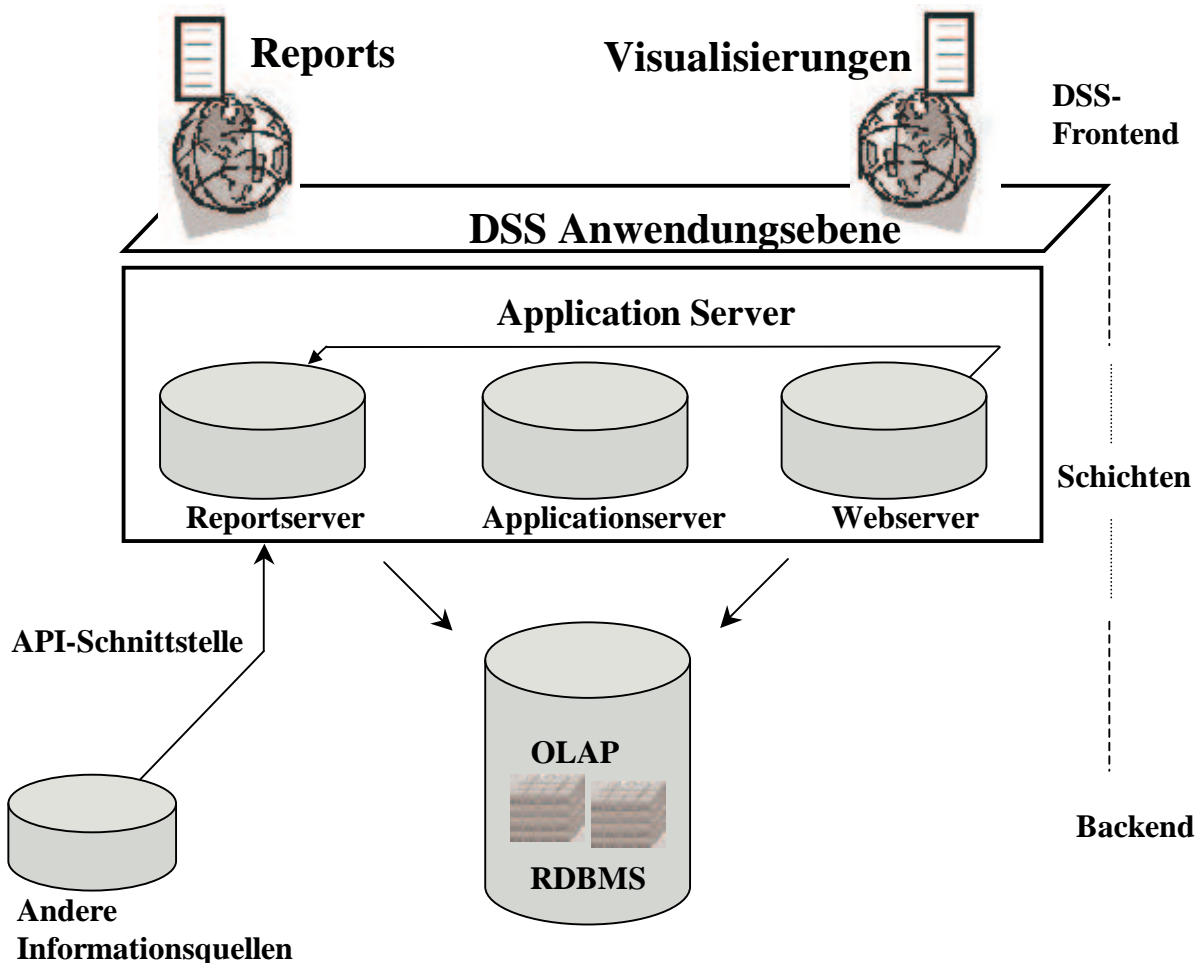 Reports
Visualisierungen
DSS-
Frontend
DSS Anwendungsebene
Application Server
Reportserver
Applicationserver
Webserver
Schichten
API-Schnittstelle
OLAP
RDBMS
Backend
Andere
Informationsquellen